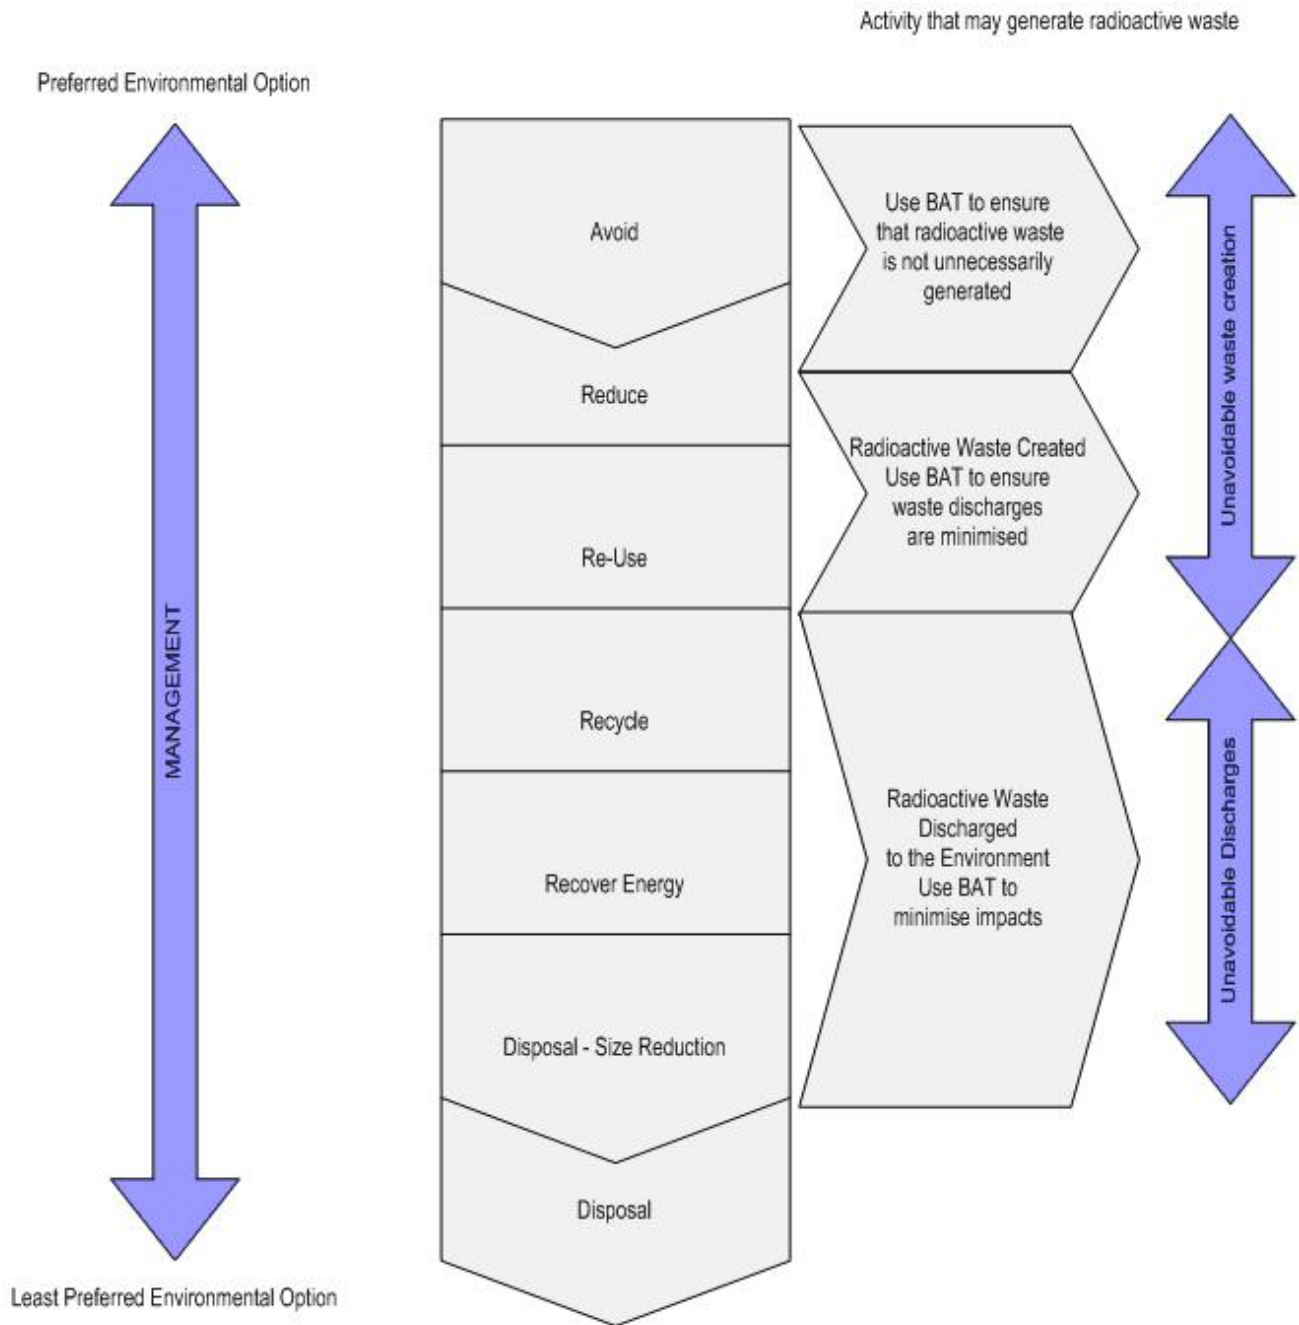 Activity that may generate radioactive waste
Preferred Environmental Option
MANAGEMENT
Least Preferred Environmental Option
Avoid
Reduce
Re-Use
Recycle
Recover Energy
Disposal - Size Reduction
Disposal
Use BAT to ensure
that radioactive waste
is not unnecessarily
generated
Radioactive Waste Created
Use BAT to ensure
waste discharges
are minimised
Radioactive Waste
Discharged
to the Environment
Use BAT to
minimise impacts
Unavoidable waste creation
Unavoidable Discharges